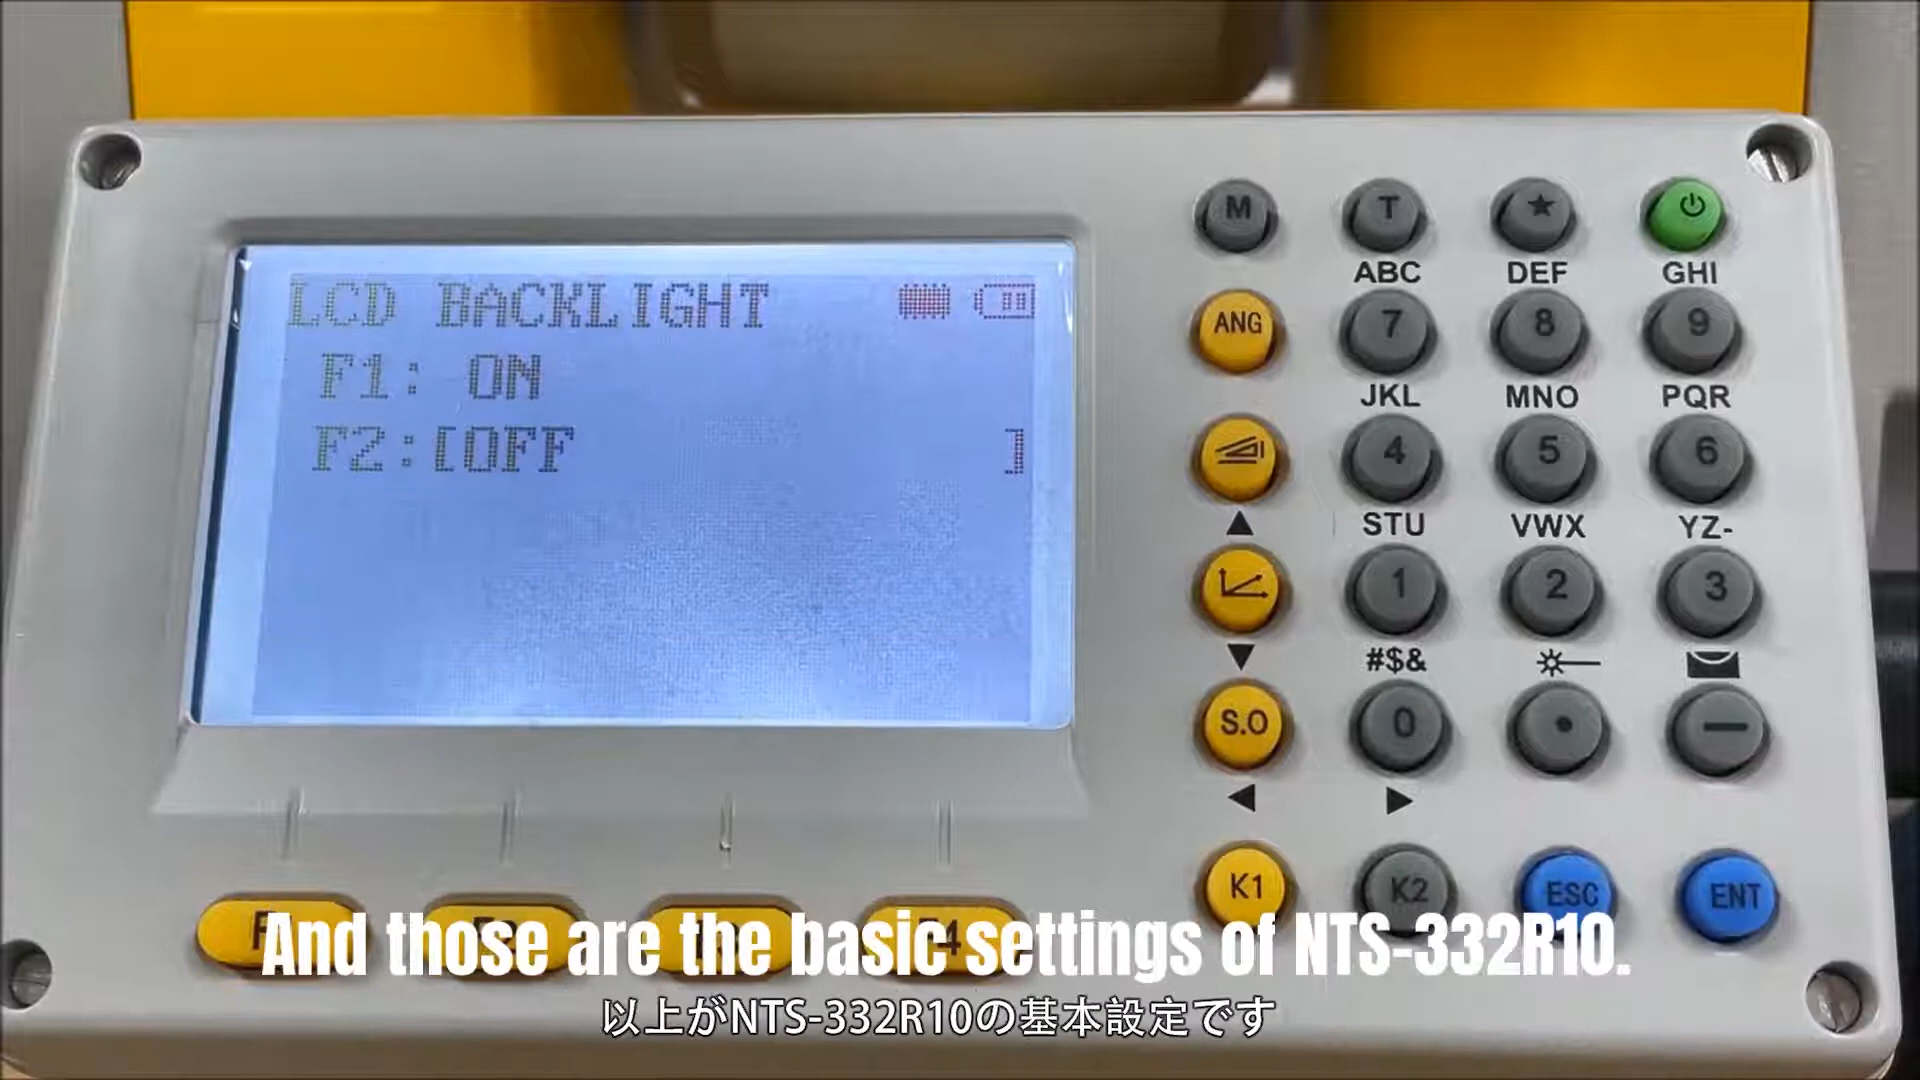 LCD BACKLIGHT
F1: ON
F2:[OFF ]
M T ★
ABC DEF GHI
ANG 7 8 9
JKL MNO PQR
4 5 6
▲ STU VWX YZ-
1 2 3
▼ #$&
S.O 0 • —
◀ ▶
K1 K2 ESC ENT
F4
And those are the basic settings of NTS-332R10.
以上がNTS-332R10の基本設定です